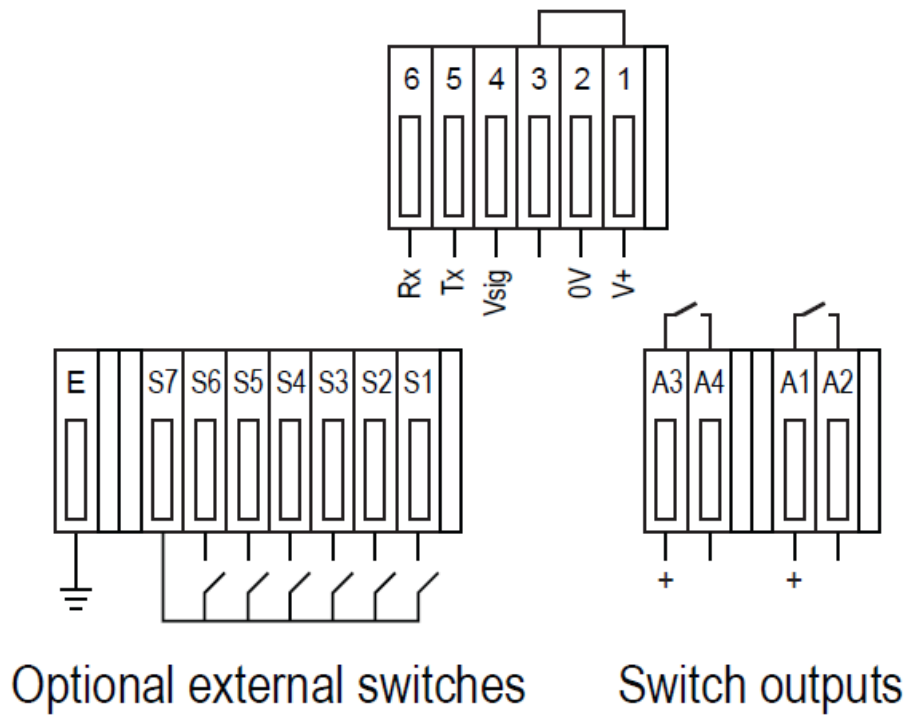 6 5 4 3 2 1
Rx Tx Vsig 0V V+
E S7 S6 S5 S4 S3 S2 S1
A3 A4 A1 A2
+ +
Optional external switches
Switch outputs